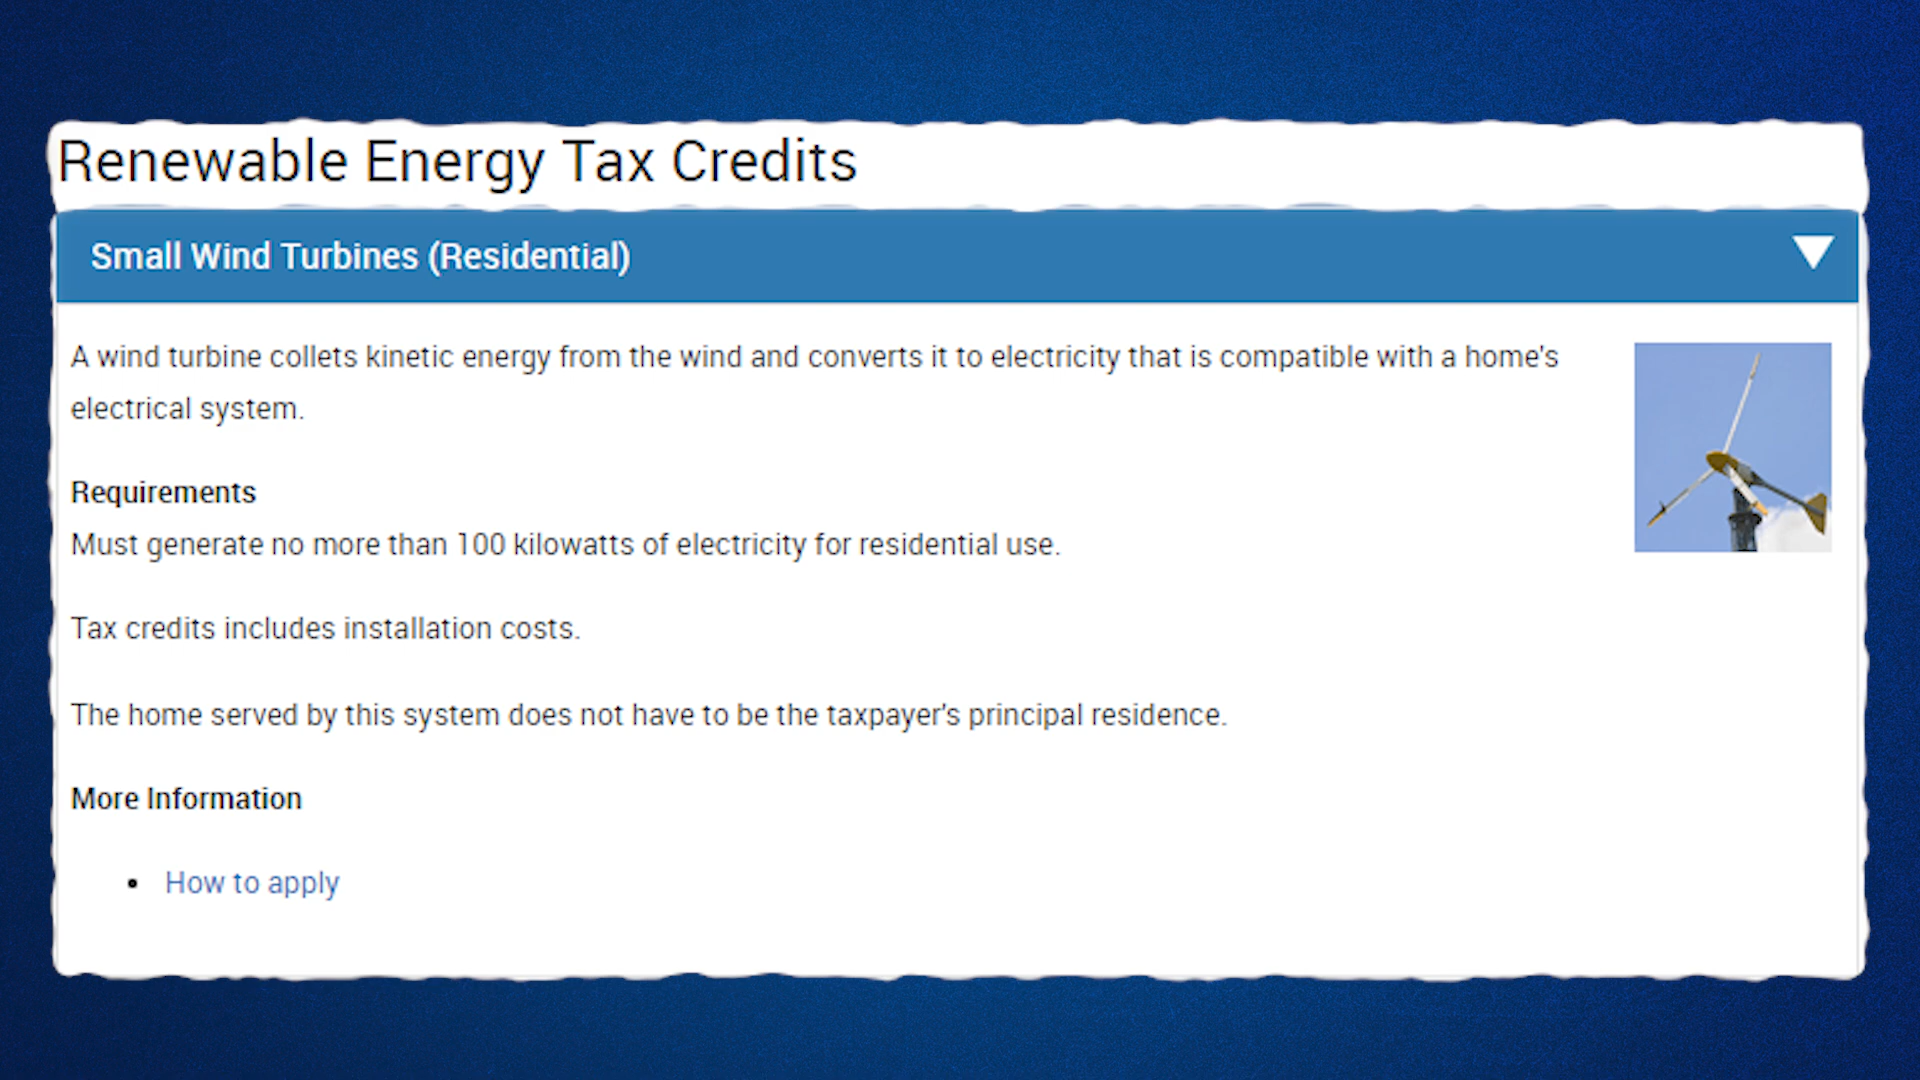 Renewable Energy Tax Credits
Small Wind Turbines (Residential)
A wind turbine collets kinetic energy from the wind and converts it to electricity that is compatible with a home's
electrical system.
Requirements
Must generate no more than 100 kilowatts of electricity for residential use.
Tax credits includes installation costs.
The home served by this system does not have to be the taxpayer's principal residence.
More Information
• How to apply